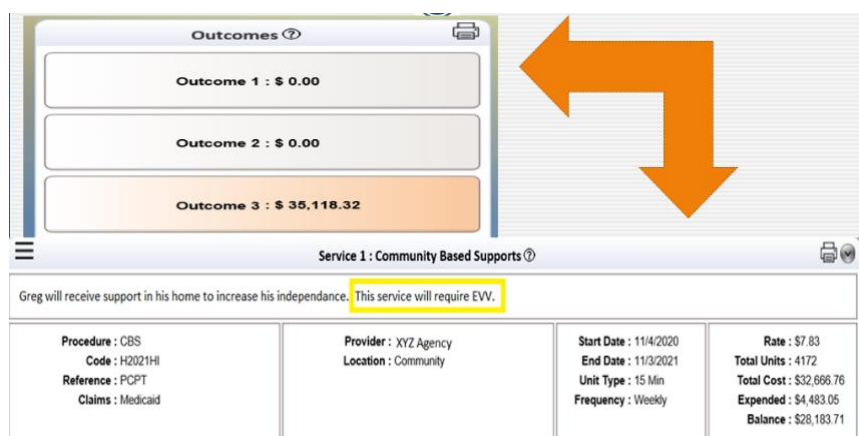 Outcomes ?
Outcome 1 : $ 0.00
Outcome 2 : $ 0.00
Outcome 3 : $ 35,118.32
Service 1 : Community Based Supports ?
Greg will receive support in his home to increase his independance. This service will require EVV.
Procedure : CBS
Code : H2021HI
Reference : PCPT
Claims : Medicaid
Provider : XYZ Agency
Location : Community
Start Date : 11/4/2020
End Date : 11/3/2021
Unit Type : 15 Min
Frequency : Weekly
Rate : $7.83
Total Units : 4172
Total Cost : $32,666.76
Expended : $4,483.05
Balance : $28,183.71